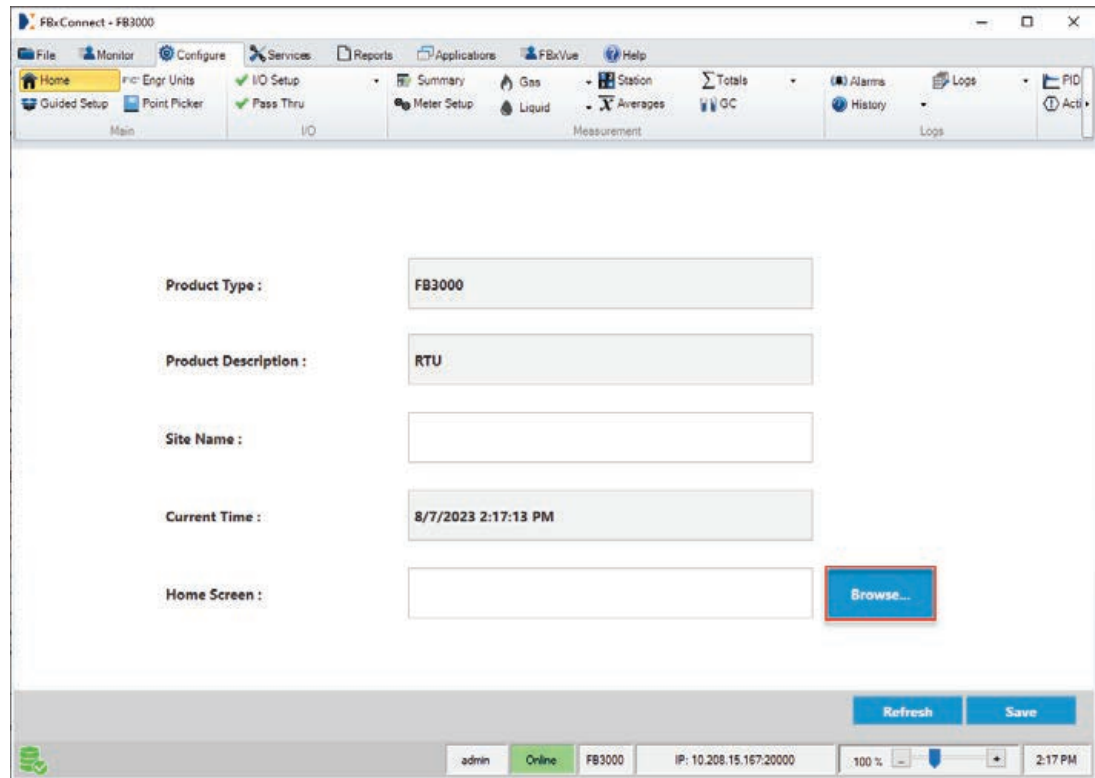 FBxConnect - FB3000
File Monitor Configure Services Reports Applications FBxVue Help
Home Engr Units I/O Setup Summary Gas Station Totals Alarms Logs PID
Guided Setup Point Picker Pass Thru Meter Setup Liquid Averages GC History Acti
Main I/O Measurement Logs
Product Type : FB3000
Product Description : RTU
Site Name :
Current Time : 8/7/2023 2:17:13 PM
Home Screen : Browse...
Refresh Save
admin Online FB3000 IP: 10.208.15.167:20000 100 % - + 2:17 PM